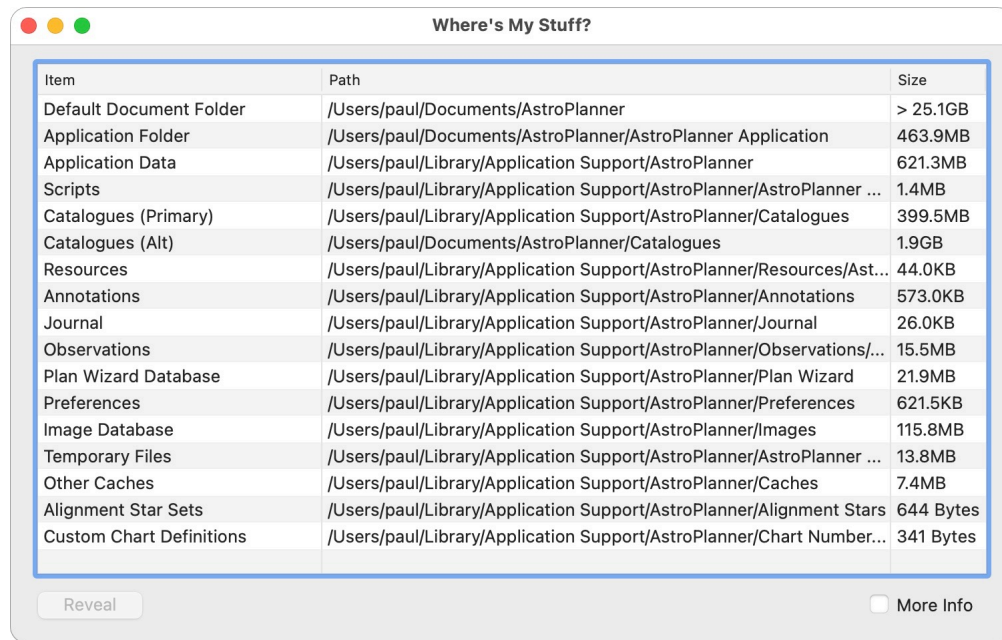 Where's My Stuff?
Item Path Size
Default Document Folder /Users/paul/Documents/AstroPlanner > 25.1GB
Application Folder /Users/paul/Documents/AstroPlanner/AstroPlanner Application 463.9MB
Application Data /Users/paul/Library/Application Support/AstroPlanner 621.3MB
Scripts /Users/paul/Library/Application Support/AstroPlanner/AstroPlanner ... 1.4MB
Catalogues (Primary) /Users/paul/Library/Application Support/AstroPlanner/Catalogues 399.5MB
Catalogues (Alt) /Users/paul/Documents/AstroPlanner/Catalogues 1.9GB
Resources /Users/paul/Library/Application Support/AstroPlanner/Resources/Ast... 44.0KB
Annotations /Users/paul/Library/Application Support/AstroPlanner/Annotations 573.0KB
Journal /Users/paul/Library/Application Support/AstroPlanner/Journal 26.0KB
Observations /Users/paul/Library/Application Support/AstroPlanner/Observations/... 15.5MB
Plan Wizard Database /Users/paul/Library/Application Support/AstroPlanner/Plan Wizard 21.9MB
Preferences /Users/paul/Library/Application Support/AstroPlanner/Preferences 621.5KB
Image Database /Users/paul/Library/Application Support/AstroPlanner/Images 115.8MB
Temporary Files /Users/paul/Library/Application Support/AstroPlanner/AstroPlanner ... 13.8MB
Other Caches /Users/paul/Library/Application Support/AstroPlanner/Caches 7.4MB
Alignment Star Sets /Users/paul/Library/Application Support/AstroPlanner/Alignment Stars 644 Bytes
Custom Chart Definitions /Users/paul/Library/Application Support/AstroPlanner/Chart Number... 341 Bytes
Reveal More Info